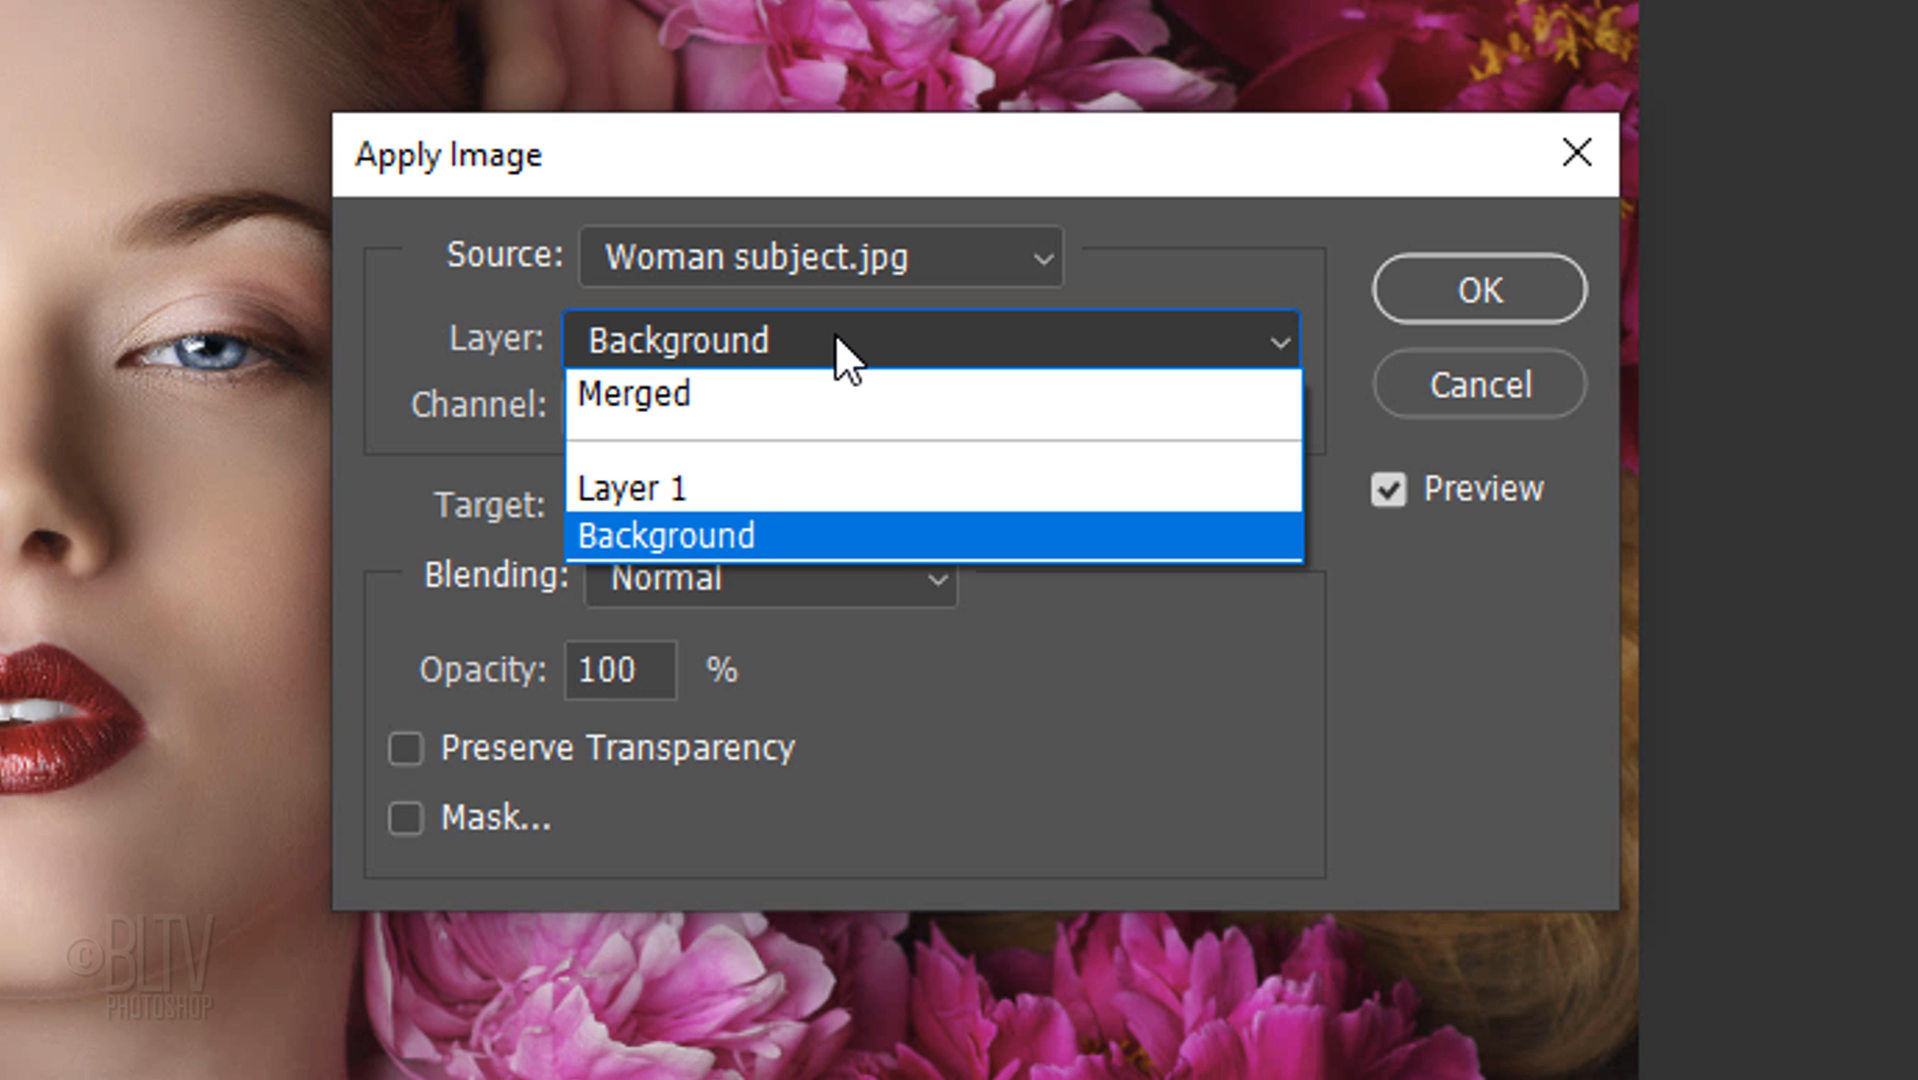 Apply Image
Source: Woman subject.jpg
OK
Layer: Background
Merged
Cancel
Channel:
Layer 1
Preview
Target:
Background
Blending: Normal
Opacity: 100 %
Preserve Transparency
Mask...
©BLTV
PHOTOSHOP